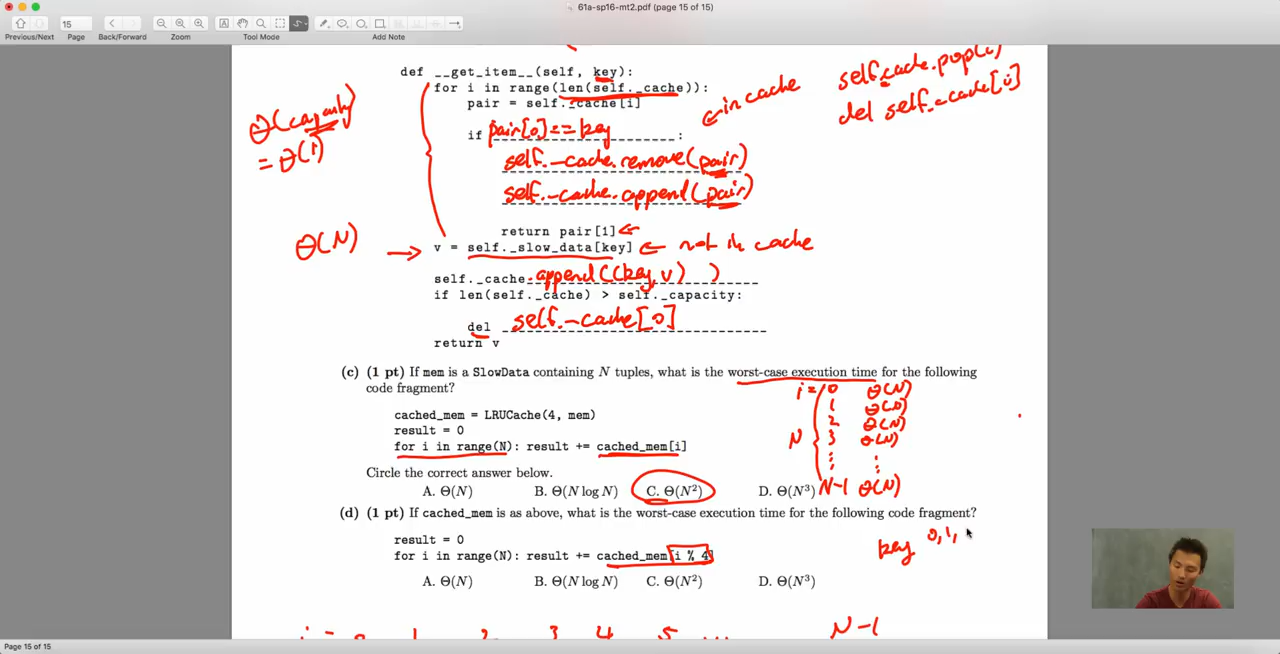 61a-sp16-mt2.pdf (page 15 of 15)
15
Previous/Next Page Back/Forward Zoom Tool Mode Add Note
def __get_item__(self, key):
for i in range(len(self._cache)):
pair = self._cache[i]
if pair[0]==key :
self._cache.remove(pair)
self._cache.append(pair)
return pair[1]
v = self._slow_data[key] ← not in cache
self._cache.append((key, v) )
if len(self._cache) > self._capacity:
del self._cache[0]
return v
self.cache.pop(i)
del self._cache[i]
← in cache
Θ(capacity)
= Θ(1)
Θ(N) →
(c) (1 pt) If mem is a SlowData containing N tuples, what is the worst-case execution time for the following
code fragment?
cached_mem = LRUCache(4, mem)
result = 0
for i in range(N): result += cached_mem[i]
i = 0 Θ(N)
1 Θ(N)
2 Θ(N)
N 3 Θ(N)
⋮ ⋮
N-1 Θ(N)
Circle the correct answer below.
A. Θ(N) B. Θ(N log N) C. Θ(N²) D. Θ(N³)
(d) (1 pt) If cached_mem is as above, what is the worst-case execution time for the following code fragment?
result = 0
for i in range(N): result += cached_mem[i % 4]
key 0, 1,
A. Θ(N) B. Θ(N log N) C. Θ(N²) D. Θ(N³)
N-1
Page 15 of 15